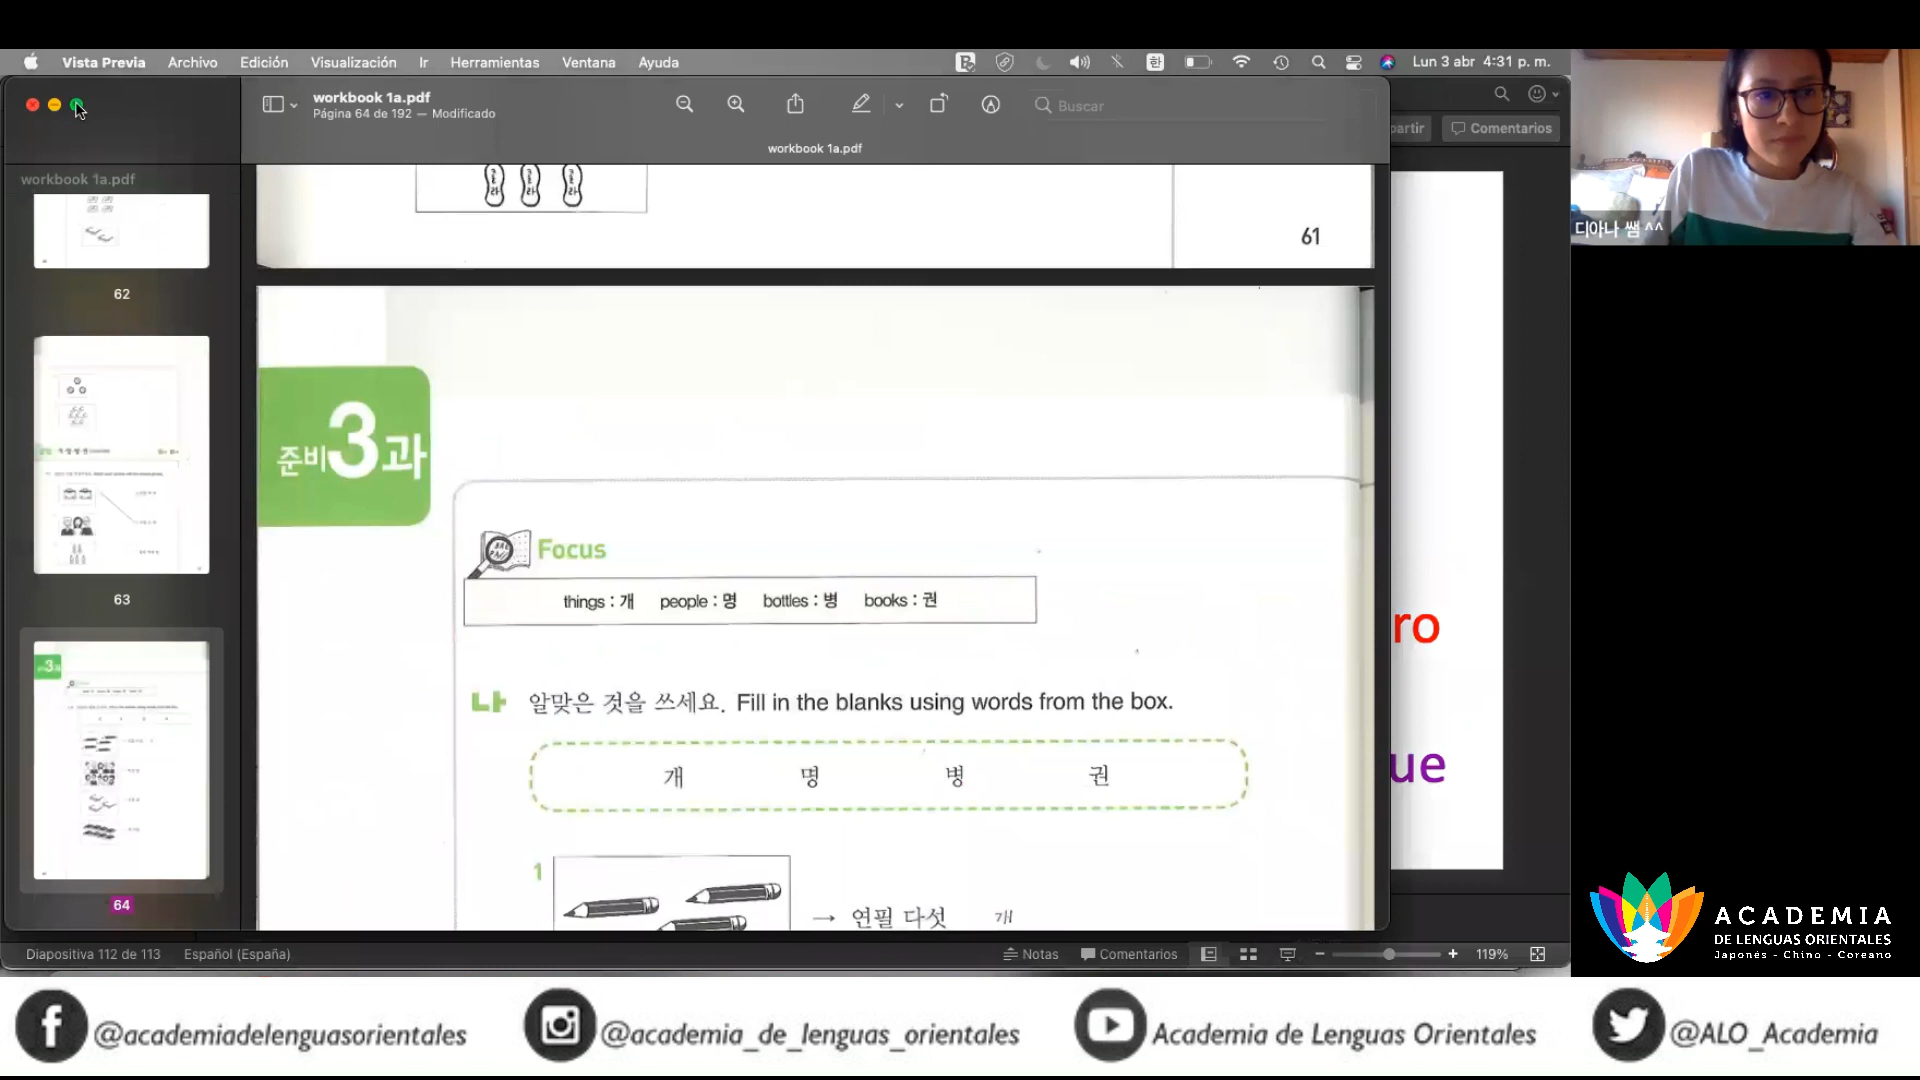 Vista Previa Archivo Edición Visualización Ir Herramientas Ventana Ayuda 한 Lun 3 abr 4:31 p. m.
workbook 1a.pdf
Página 64 de 192 — Modificado
Buscar
workbook 1a.pdf
artir Comentarios
workbook 1a.pdf
62
63
64
61
준비 3과
Focus
things : 개 people : 명 bottles : 병 books : 권
나 알맞은 것을 쓰세요. Fill in the blanks using words from the box.
개 명 병 권
1
→ 연필 다섯 개
ro
ue
디아나 쌤 ^^
Diapositiva 112 de 113 Español (España) Notas Comentarios 119%
ACADEMIA
DE LENGUAS ORIENTALES
Japonés - Chino - Coreano
@academiadelenguasorientales @academia_de_lenguas_orientales Academia de Lenguas Orientales @ALO_Academia